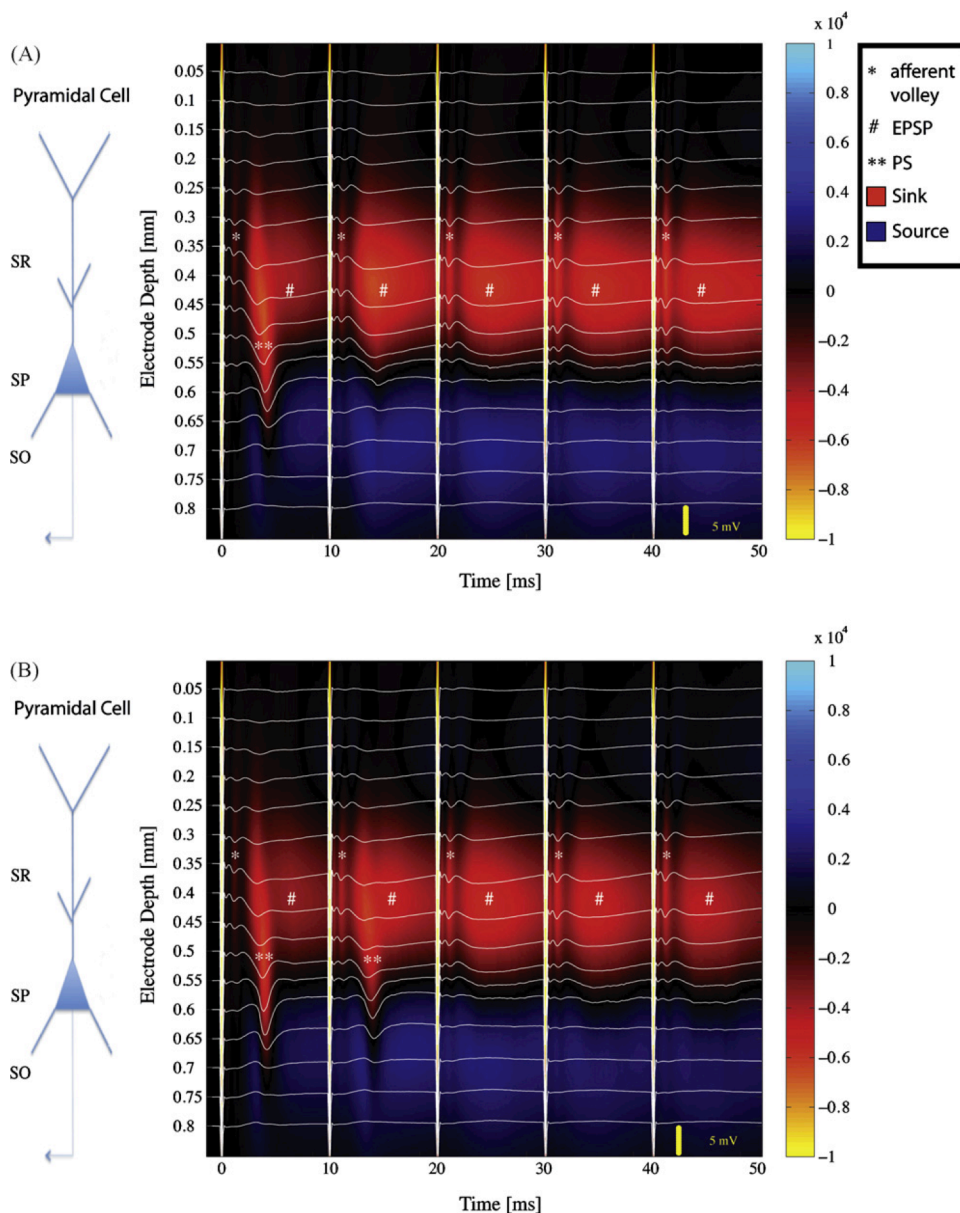 (A)
Pyramidal Cell
SR
SP
SO
Electrode Depth [mm]
0.05
0.1
0.15
0.2
0.25
0.3
0.35
0.4
0.45
0.5
0.55
0.6
0.65
0.7
0.75
0.8
* * * * *
# # # # #
**
5 mV
0 10 20 30 40 50
Time [ms]
x 10⁴
1
0.8
0.6
0.4
0.2
0
−0.2
−0.4
−0.6
−0.8
−1
* afferent
volley
# EPSP
** PS
Sink
Source
(B)
Pyramidal Cell
SR
SP
SO
Electrode Depth [mm]
0.05
0.1
0.15
0.2
0.25
0.3
0.35
0.4
0.45
0.5
0.55
0.6
0.65
0.7
0.75
0.8
* * * * *
# # # # #
** **
5 mV
0 10 20 30 40 50
Time [ms]
x 10⁴
1
0.8
0.6
0.4
0.2
0
−0.2
−0.4
−0.6
−0.8
−1